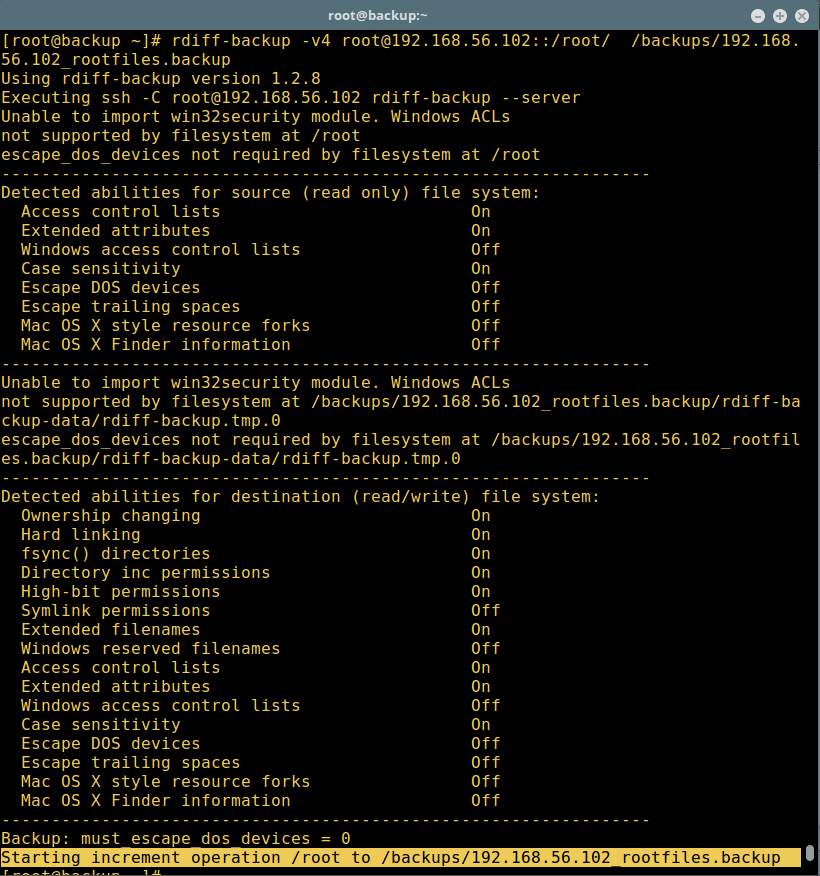 root@backup:~
[root@backup ~]# rdiff-backup -v4 root@192.168.56.102::/root/  /backups/192.168.
56.102_rootfiles.backup
Using rdiff-backup version 1.2.8
Executing ssh -C root@192.168.56.102 rdiff-backup --server
Unable to import win32security module. Windows ACLs
not supported by filesystem at /root
escape_dos_devices not required by filesystem at /root
-----------------------------------------------------------------
Detected abilities for source (read only) file system:
  Access control lists                         On
  Extended attributes                          On
  Windows access control lists                 Off
  Case sensitivity                             On
  Escape DOS devices                           Off
  Escape trailing spaces                       Off
  Mac OS X style resource forks                Off
  Mac OS X Finder information                  Off
-----------------------------------------------------------------
Unable to import win32security module. Windows ACLs
not supported by filesystem at /backups/192.168.56.102_rootfiles.backup/rdiff-ba
ckup-data/rdiff-backup.tmp.0
escape_dos_devices not required by filesystem at /backups/192.168.56.102_rootfil
es.backup/rdiff-backup-data/rdiff-backup.tmp.0
-----------------------------------------------------------------
Detected abilities for destination (read/write) file system:
  Ownership changing                           On
  Hard linking                                 On
  fsync() directories                          On
  Directory inc permissions                    On
  High-bit permissions                         On
  Symlink permissions                          Off
  Extended filenames                           On
  Windows reserved filenames                   Off
  Access control lists                         On
  Extended attributes                          On
  Windows access control lists                 Off
  Case sensitivity                             On
  Escape DOS devices                           Off
  Escape trailing spaces                       Off
  Mac OS X style resource forks                Off
  Mac OS X Finder information                  Off
-----------------------------------------------------------------
Backup: must_escape_dos_devices = 0
Starting increment operation /root to /backups/192.168.56.102_rootfiles.backup
[root@backup ~]#